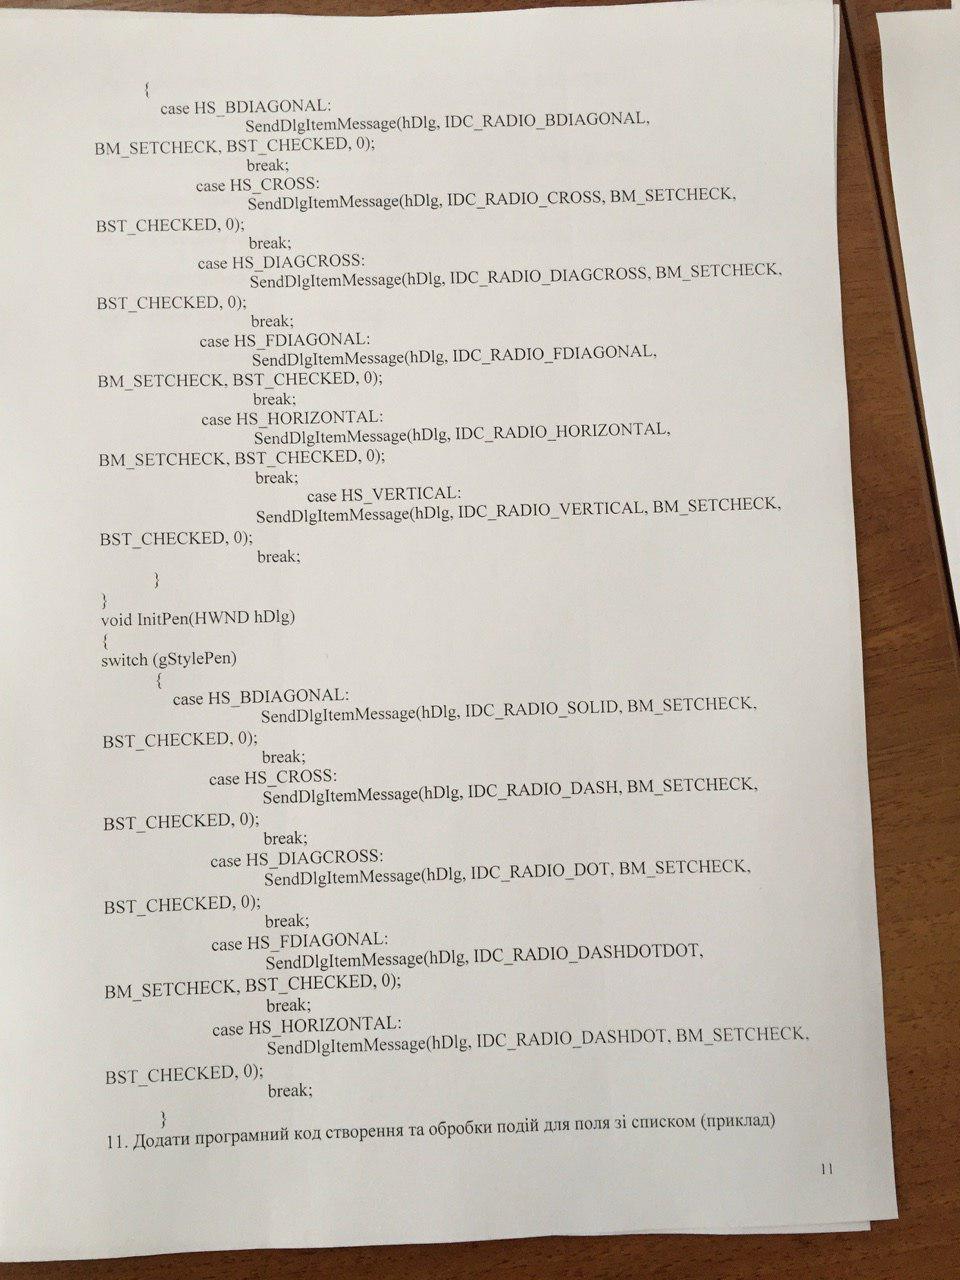 {
case HS_BDIAGONAL:
SendDlgItemMessage(hDlg, IDC_RADIO_BDIAGONAL,
BM_SETCHECK, BST_CHECKED, 0);
break;
case HS_CROSS:
SendDlgItemMessage(hDlg, IDC_RADIO_CROSS, BM_SETCHECK,
BST_CHECKED, 0);
break;
case HS_DIAGCROSS:
SendDlgItemMessage(hDlg, IDC_RADIO_DIAGCROSS, BM_SETCHECK,
BST_CHECKED, 0);
break;
case HS_FDIAGONAL:
SendDlgItemMessage(hDlg, IDC_RADIO_FDIAGONAL,
BM_SETCHECK, BST_CHECKED, 0);
break;
case HS_HORIZONTAL:
SendDlgItemMessage(hDlg, IDC_RADIO_HORIZONTAL,
BM_SETCHECK, BST_CHECKED, 0);
break;
case HS_VERTICAL:
SendDlgItemMessage(hDlg, IDC_RADIO_VERTICAL, BM_SETCHECK,
BST_CHECKED, 0);
break;
}
}
void InitPen(HWND hDlg)
{
switch (gStylePen)
{
case HS_BDIAGONAL:
SendDlgItemMessage(hDlg, IDC_RADIO_SOLID, BM_SETCHECK,
BST_CHECKED, 0);
break;
case HS_CROSS:
SendDlgItemMessage(hDlg, IDC_RADIO_DASH, BM_SETCHECK,
BST_CHECKED, 0);
break;
case HS_DIAGCROSS:
SendDlgItemMessage(hDlg, IDC_RADIO_DOT, BM_SETCHECK,
BST_CHECKED, 0);
break;
case HS_FDIAGONAL:
SendDlgItemMessage(hDlg, IDC_RADIO_DASHDOTDOT,
BM_SETCHECK, BST_CHECKED, 0);
break;
case HS_HORIZONTAL:
SendDlgItemMessage(hDlg, IDC_RADIO_DASHDOT, BM_SETCHECK,
BST_CHECKED, 0);
break;
}
11. Додати програмний код створення та обробки подій для поля зі списком (приклад)
11